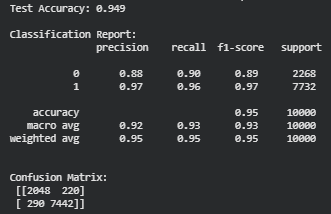 Test Accuracy: 0.949
Classification Report:
precision recall f1-score support
0 0.88 0.90 0.89 2268
1 0.97 0.96 0.97 7732
accuracy 0.95 10000
macro avg 0.92 0.93 0.93 10000
weighted avg 0.95 0.95 0.95 10000
Confusion Matrix:
[[2048 220]
[ 290 7442]]